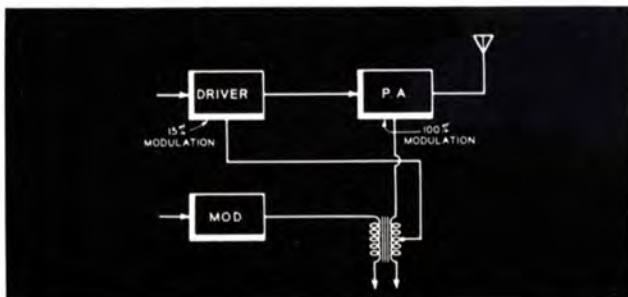 DRIVER
P.A
15%
MODULATION
100%
MODULATION
MOD